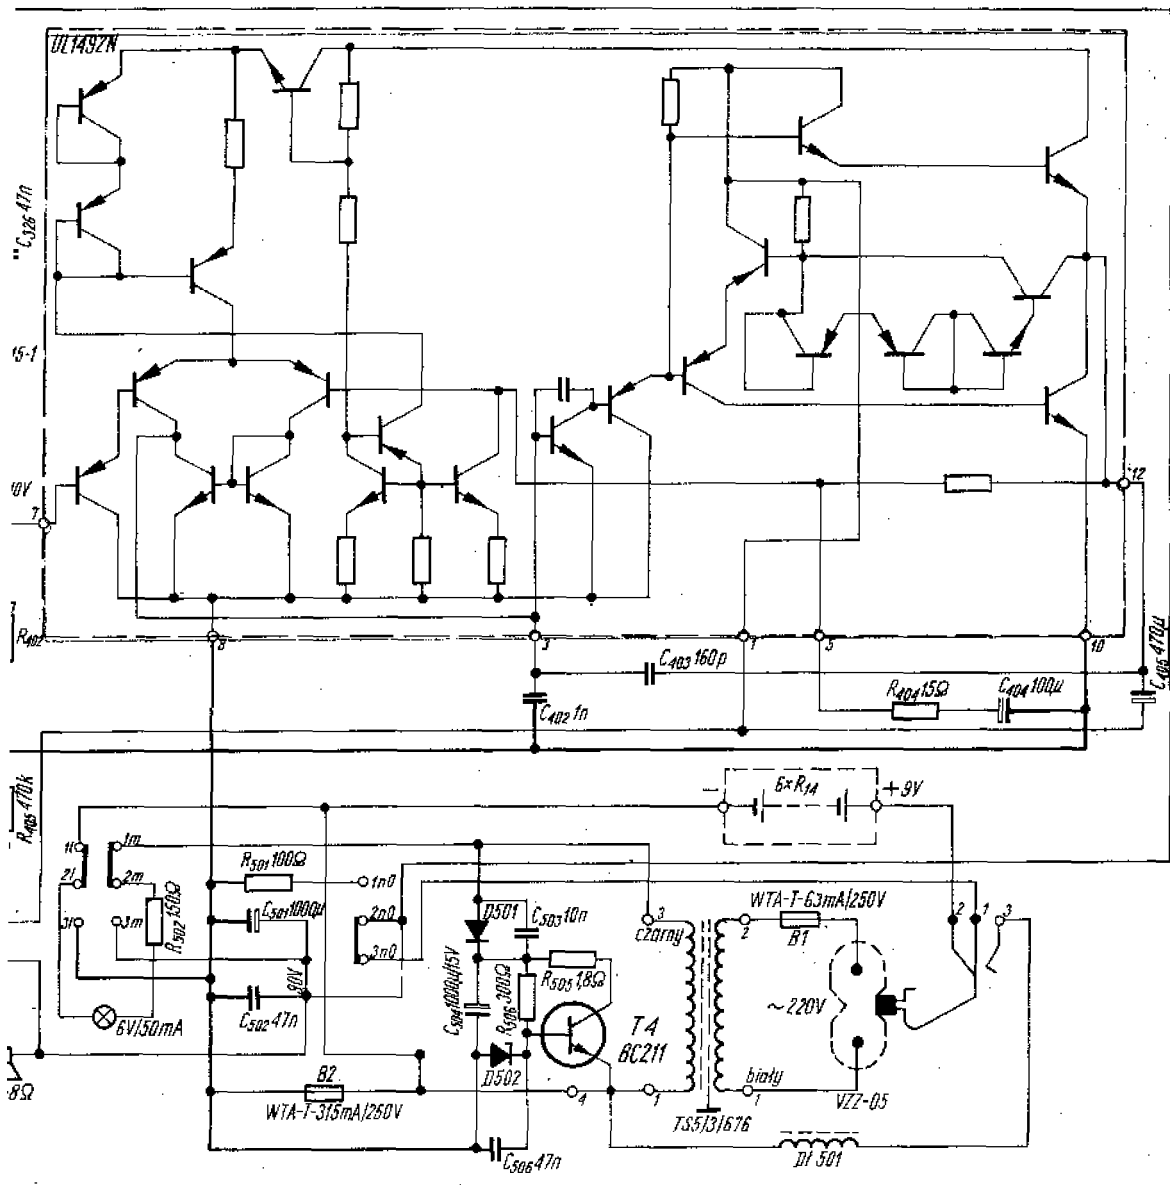 UL1492N
"C326 47n
15-1
10V
7
R402
8
3
1
5
10
12
C403 160p
C402 1n
R404 15Ω
C404 100µ
C405 470µ
R405 470k
−
6×R14
+9V
1l
1m
2l
2m
3l
3m
R502 150Ω
6V/50mA
R501 100Ω
1n0
C501 1000µ
2n0
3n0
9,0V
C502 47n
8Ω
B2
WTA-T-315mA/250V
D501
C503 10n
C504 1000µ/15V
R506 300Ω
R505 1,8Ω
T4
BC211
D502
4
C506 47n
3
czarny
1
TS5/3/676
2
biały
1
WTA-T-63mA/250V
B1
~220V
VZZ-05
2
1
3
Dł 501